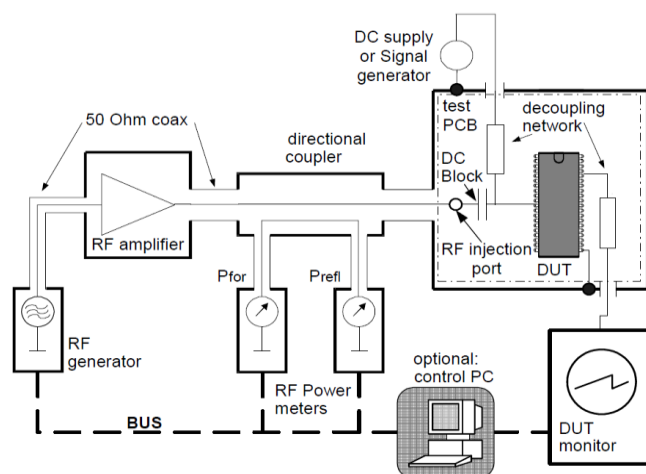 DC supply
or Signal
generator
test
PCB
decoupling
network
50 Ohm coax
directional
coupler
DC
Block
RF amplifier
RF injection
port
DUT
Pfor
Prefl
RF
generator
RF Power
meters
optional:
control PC
BUS
DUT
monitor